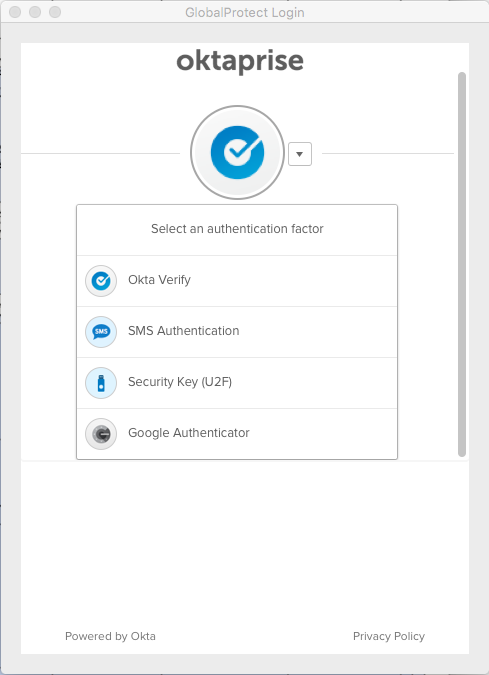 GlobalProtect Login
oktaprise
Select an authentication factor
Okta Verify
SMS
SMS Authentication
Security Key (U2F)
Google Authenticator
Powered by Okta
Privacy Policy